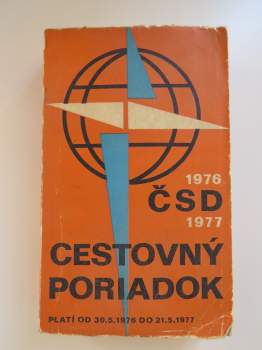 1976
ČSD
1977
CESTOVNÝ
PORIADOK
PLATÍ OD 30.5.1976 DO 21.5.1977